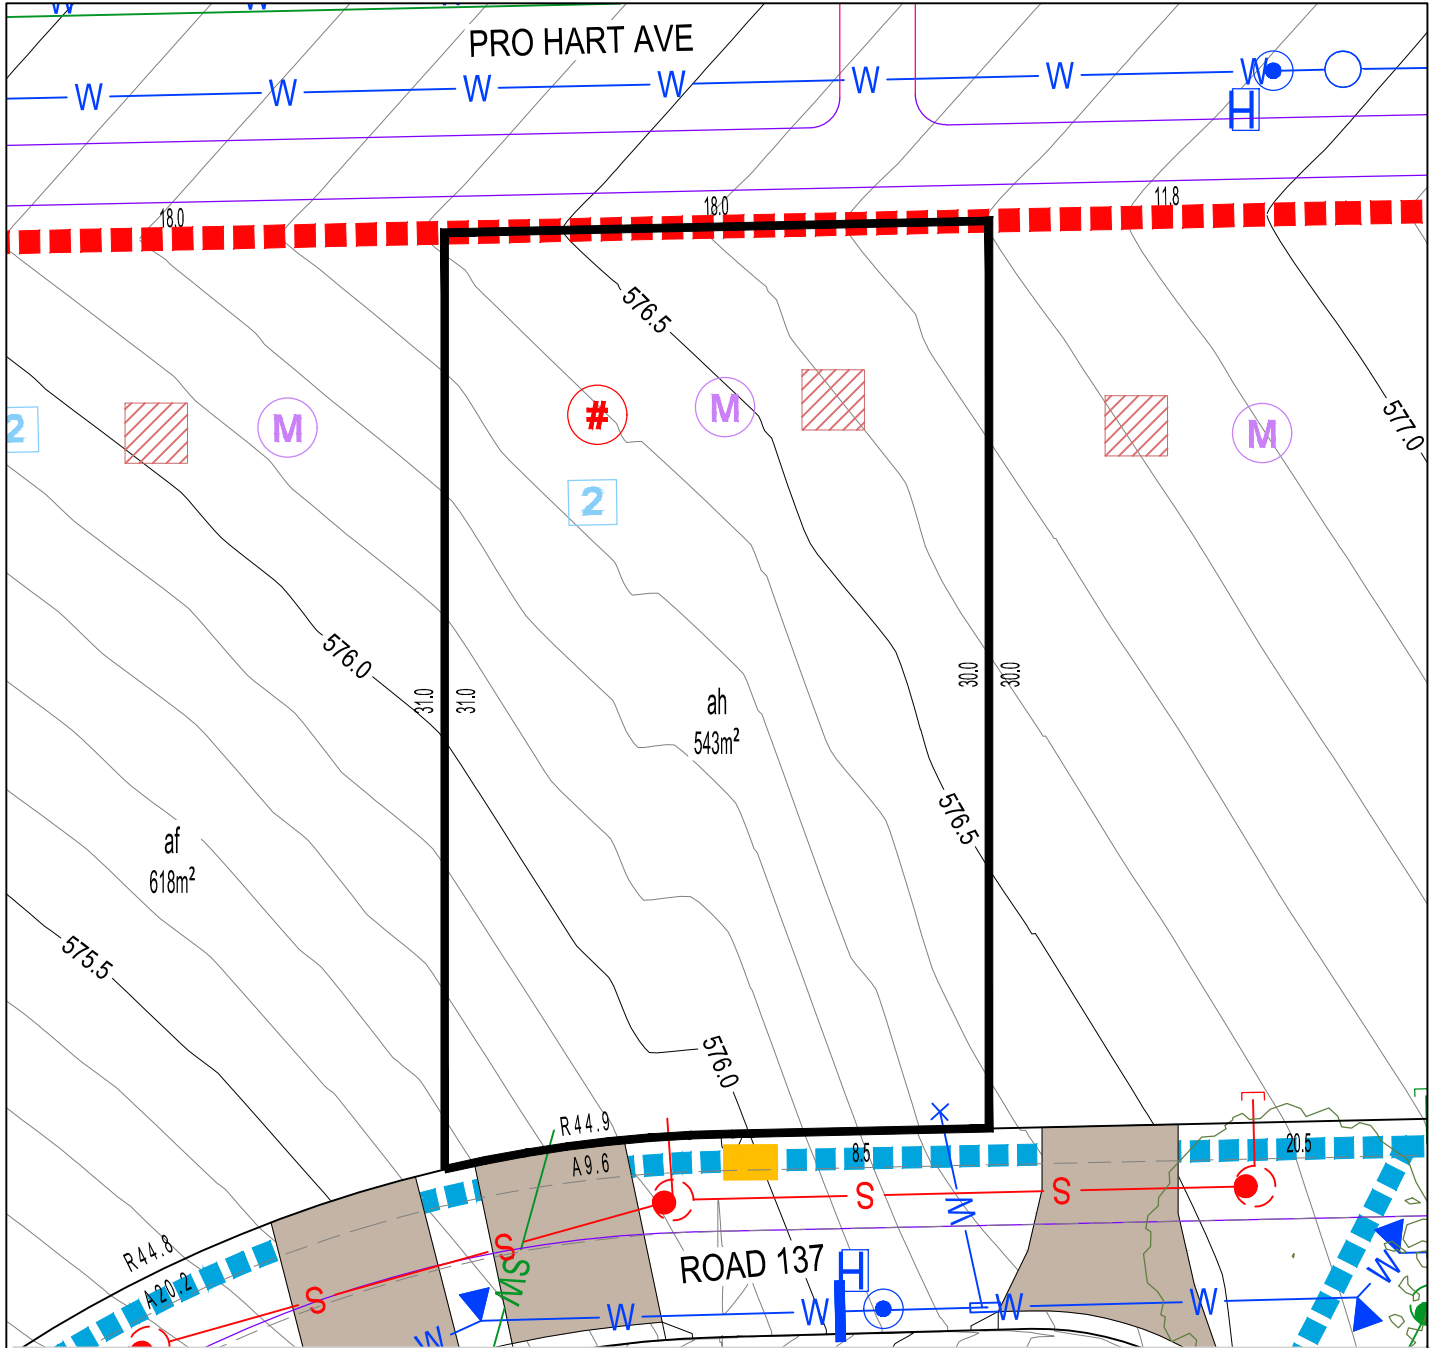 W W W
PRO HART AVE
W W W W W W W
H
18.0 18.0 11.8
576.5
577.0
2 M # M M
2
576.0
31.0 31.0 30.0 30.0
ah
543m²
576.5
af
618m²
575.5
576.0
R44.9
A9.6 8.5 20.5
S S
W
R44.8
S
ROAD 137 H
W
A20.2
SW
S
W W W W W